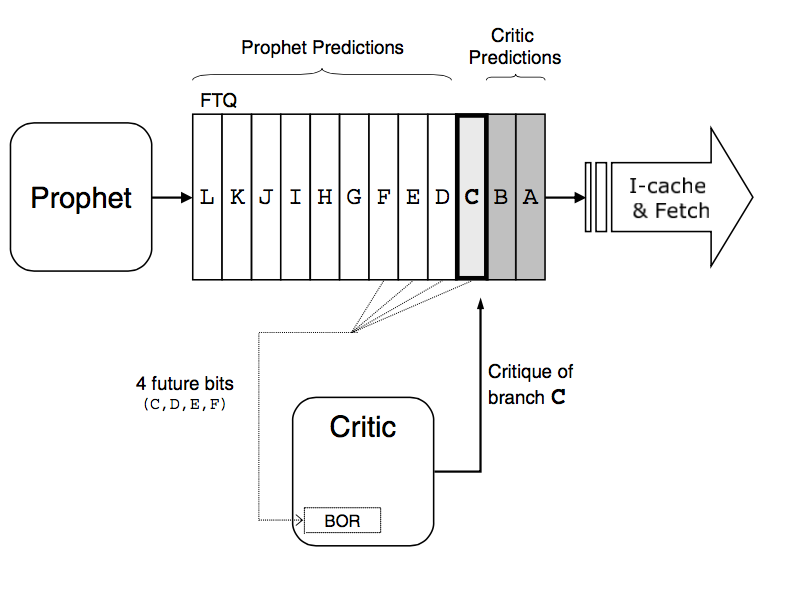 Prophet Predictions
Critic
Predictions
FTQ
Prophet
L K J I H G F E D C B A
I-cache
& Fetch
4 future bits
(C,D,E,F)
Critique of
branch C
Critic
BOR